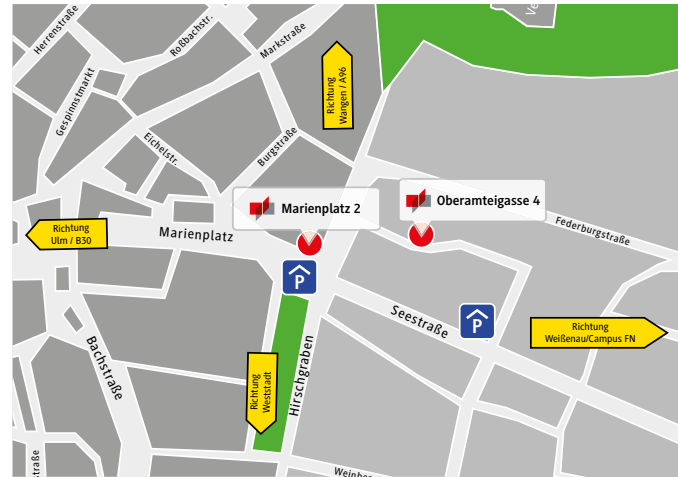 Herrenstraße
Roßbachstr.
Markstraße
Gespinnstmarkt
Eichelstr.
Burgstraße
Richtung
Wangen / A96
Marienplatz 2
Oberamteigasse 4
Federburgstraße
Richtung
Ulm / B30
Marienplatz
P
Seestraße
P
Richtung
Weißenau/Campus FN
Bachstraße
Richtung
Weststadt
Hirschgraben